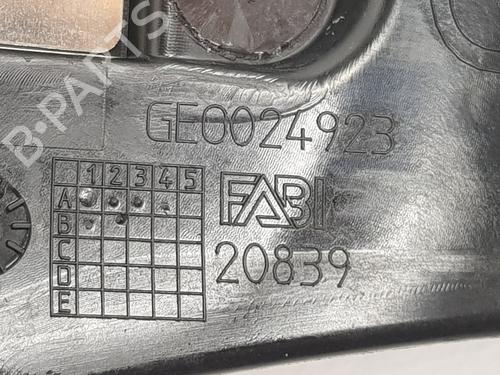 B-PARTS
GE0024923
1 2 3 4 5
A
B
C
D
E
FABI
20839